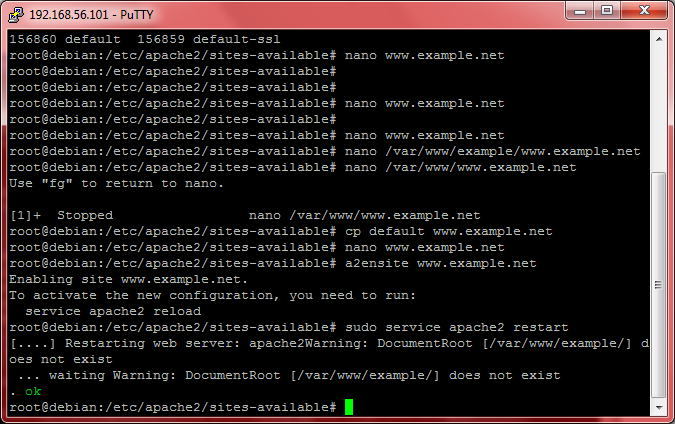 192.168.56.101 - PuTTY
156860 default  156859 default-ssl
root@debian:/etc/apache2/sites-available# nano www.example.net
root@debian:/etc/apache2/sites-available#
root@debian:/etc/apache2/sites-available#
root@debian:/etc/apache2/sites-available# nano www.example.net
root@debian:/etc/apache2/sites-available#
root@debian:/etc/apache2/sites-available# nano www.example.net
root@debian:/etc/apache2/sites-available# nano /var/www/example/www.example.net
root@debian:/etc/apache2/sites-available# nano /var/www/www.example.net
Use "fg" to return to nano.
[1]+  Stopped                 nano /var/www/www.example.net
root@debian:/etc/apache2/sites-available# cp default www.example.net
root@debian:/etc/apache2/sites-available# nano www.example.net
root@debian:/etc/apache2/sites-available# a2ensite www.example.net
Enabling site www.example.net.
To activate the new configuration, you need to run:
  service apache2 reload
root@debian:/etc/apache2/sites-available# sudo service apache2 restart
[....] Restarting web server: apache2Warning: DocumentRoot [/var/www/example/] d
oes not exist
 ... waiting Warning: DocumentRoot [/var/www/example/] does not exist
. ok
root@debian:/etc/apache2/sites-available#